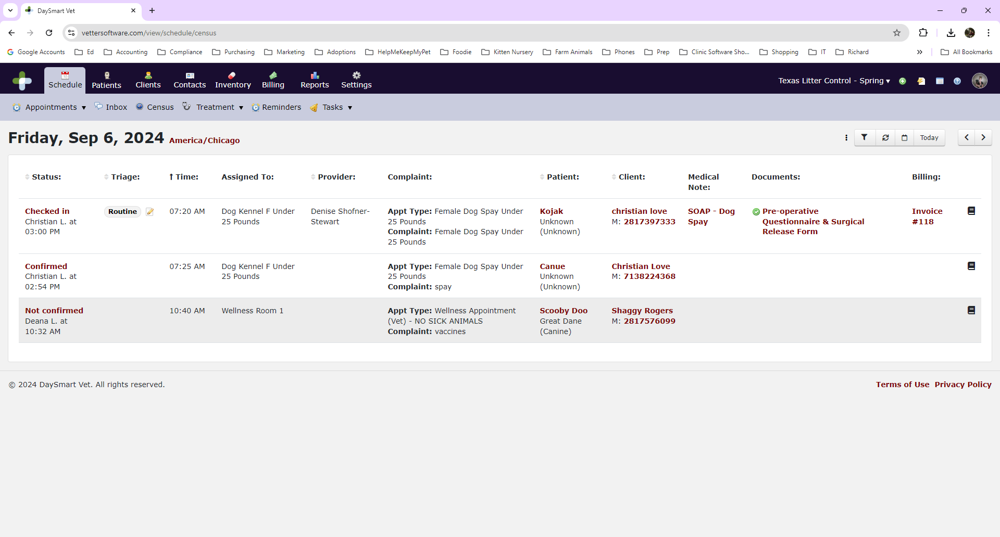 DaySmart Vet
vettersoftware.com/view/schedule/census
Google Accounts Ed Accounting Compliance Purchasing Marketing Adoptions HelpMeKeepMyPet Foodie Kitten Nursery Farm Animals Phones Prep Clinic Software Sho... Shopping IT Richard » All Bookmarks
Schedule Patients Clients Contacts Inventory Billing Reports Settings Texas Litter Control - Spring
Appointments Inbox Census Treatment Reminders Tasks
Friday, Sep 6, 2024 America/Chicago Today
Status: Triage: Time: Assigned To: Provider: Complaint: Patient: Client: Medical Documents: Billing:
Note:
Checked in Routine 07:20 AM Dog Kennel F Under Denise Shofner- Appt Type: Female Dog Spay Under Kojak christian love SOAP - Dog Pre-operative Invoice
Christian L. at 25 Pounds Stewart 25 Pounds Unknown M: 2817397333 Spay Questionnaire & Surgical #118
03:00 PM Complaint: Female Dog Spay Under (Unknown) Release Form
25 Pounds
Confirmed 07:25 AM Dog Kennel F Under Appt Type: Female Dog Spay Under Canue Christian Love
Christian L. at 25 Pounds 25 Pounds Unknown M: 7138224368
02:54 PM Complaint: spay (Unknown)
Not confirmed 10:40 AM Wellness Room 1 Appt Type: Wellness Appointment Scooby Doo Shaggy Rogers
Deana L. at (Vet) - NO SICK ANIMALS Great Dane M: 2817576099
10:32 AM Complaint: vaccines (Canine)
© 2024 DaySmart Vet. All rights reserved. Terms of Use Privacy Policy